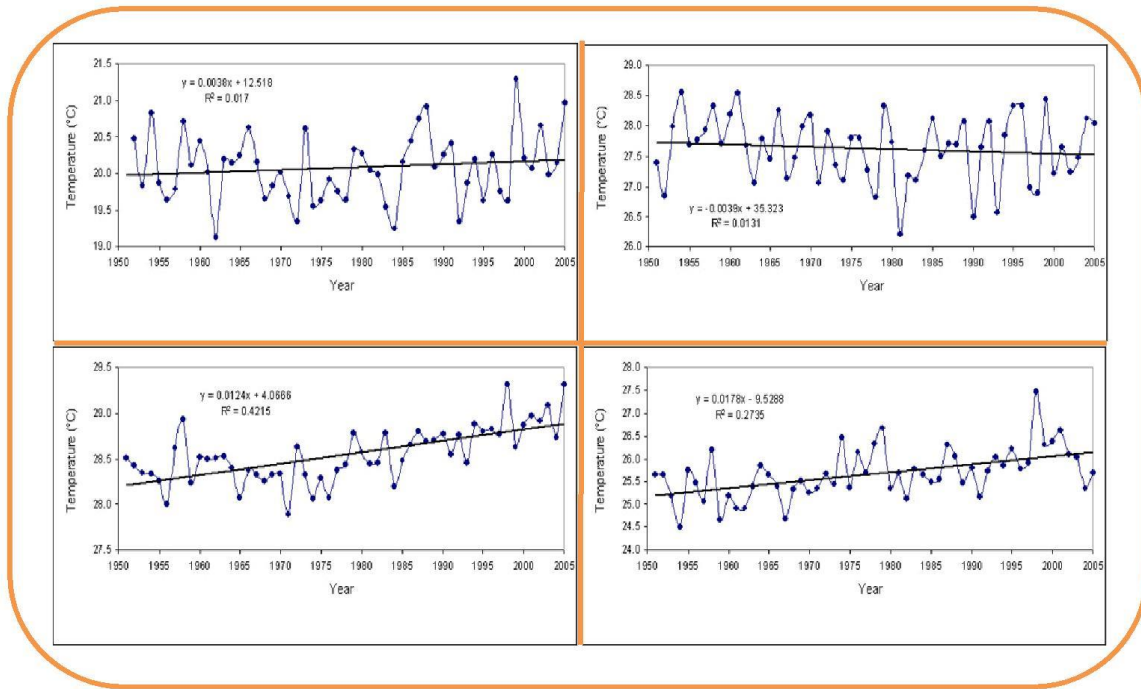 y = 0.0038x + 12.518
R² = 0.017
Temperature (°C)
21.5
21.0
20.5
20.0
19.5
19.0
1950 1955 1960 1965 1970 1975 1980 1985 1990 1995 2000 2005
Year
29.0
28.5
28.0
27.5
27.0
26.5
26.0
Temperature (°C)
y = -0.0039x + 35.323
R² = 0.0131
1950 1955 1960 1965 1970 1975 1980 1985 1990 1995 2000 2005
Year
29.5
29.0
28.5
28.0
27.5
Temperature (°C)
y = 0.0124x + 4.0666
R² = 0.4215
1950 1955 1960 1965 1970 1975 1980 1985 1990 1995 2000 2005
Year
28.0
27.5
27.0
26.5
26.0
25.5
25.0
24.5
24.0
Temperature (°C)
y = 0.0178x - 9.5288
R² = 0.2735
1950 1955 1960 1965 1970 1975 1980 1985 1990 1995 2000 2005
Year